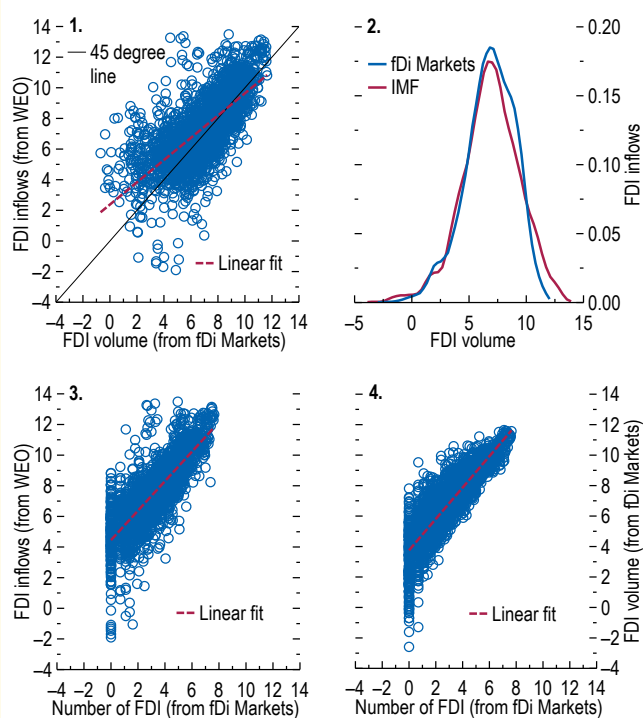 1.
45 degree
line
Linear fit
FDI inflows (from WEO)
14
12
10
8
6
4
2
0
−2
−4
−4 −2 0 2 4 6 8 10 12 14
FDI volume (from fDi Markets)
2.
fDi Markets
IMF
0.20
0.15
0.10
0.05
0.00
FDI inflows
−5 0 5 10 15
FDI volume
3.
Linear fit
FDI inflows (from WEO)
14
12
10
8
6
4
2
0
−2
−4
−4 −2 0 2 4 6 8 10 12 14
Number of FDI (from fDi Markets)
4.
Linear fit
14
12
10
8
6
4
2
0
−2
−4
FDI volume (from fDi Markets)
−4 −2 0 2 4 6 8 10 12 14
Number of FDI (from fDi Markets)